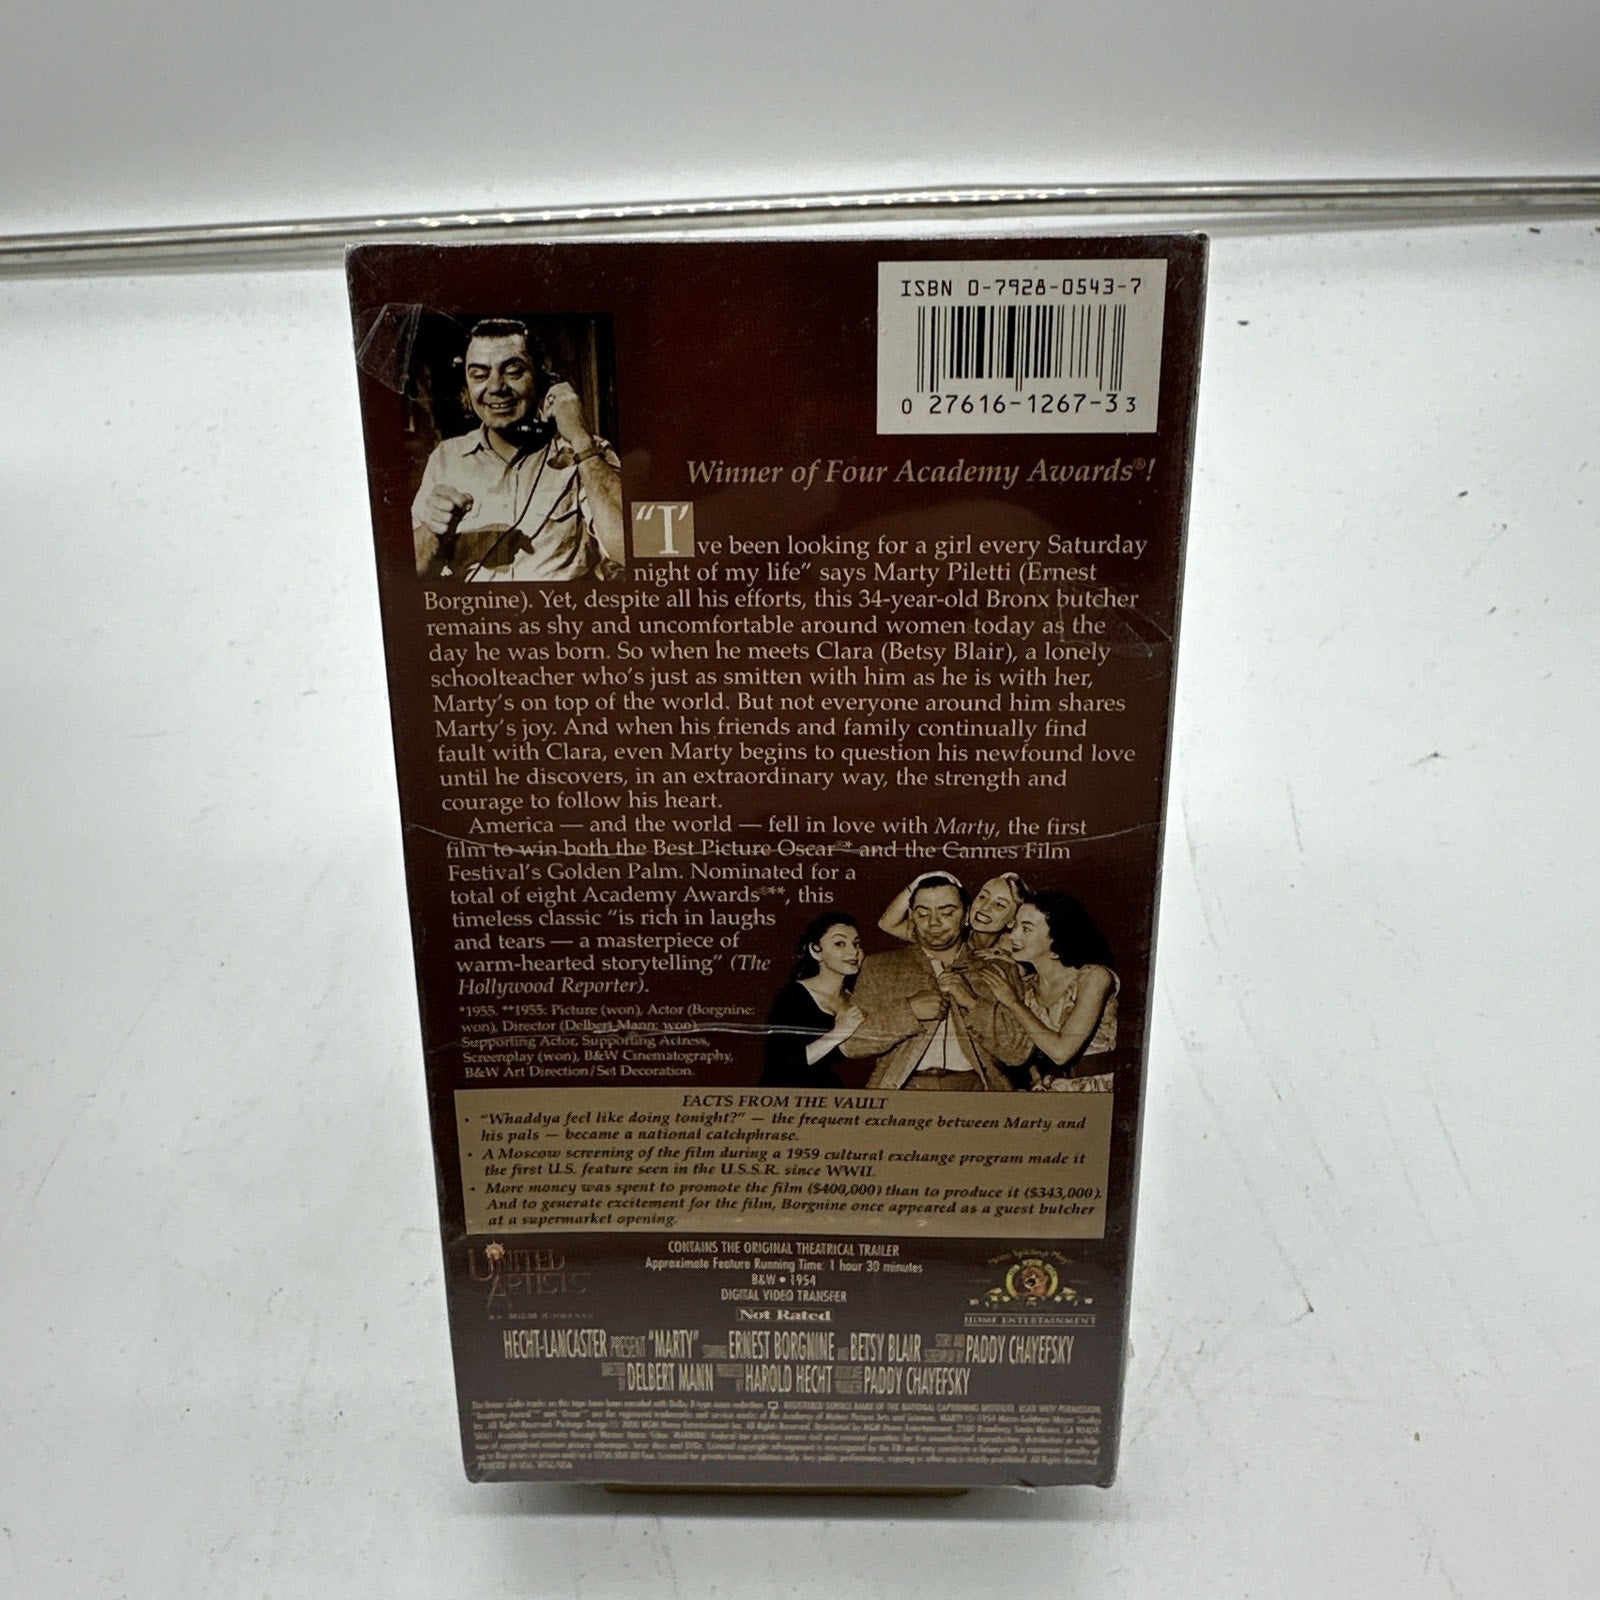 ISBN 0-7928-0543-7
0 27616-1267-3 3
Winner of Four Academy Awards®!
"I've been looking for a girl every Saturday
night of my life" says Marty Piletti (Ernest
Borgnine). Yet, despite all his efforts, this 34-year-old Bronx butcher
remains as shy and uncomfortable around women today as the
day he was born. So when he meets Clara (Betsy Blair), a lonely
schoolteacher who's just as smitten with him as he is with her,
Marty's on top of the world. But not everyone around him shares
Marty's joy. And when his friends and family continually find
fault with Clara, even Marty begins to question his newfound love
until he discovers, in an extraordinary way, the strength and
courage to follow his heart.
America — and the world — fell in love with Marty, the first
film to win both the Best Picture Oscar®* and the Cannes Film
Festival's Golden Palm. Nominated for a
total of eight Academy Awards®**, this
timeless classic "is rich in laughs
and tears — a masterpiece of
warm-hearted storytelling" (The
Hollywood Reporter).
*1955. **1955: Picture (won), Actor (Borgnine:
won), Director (Delbert Mann: won),
Supporting Actor, Supporting Actress,
Screenplay (won), B&W Cinematography,
B&W Art Direction/Set Decoration.
FACTS FROM THE VAULT
• "Whaddya feel like doing tonight?" — the frequent exchange between Marty and
his pals — became a national catchphrase.
• A Moscow screening of the film during a 1959 cultural exchange program made it
the first U.S. feature seen in the U.S.S.R. since WWII.
• More money was spent to promote the film ($400,000) than to produce it ($343,000).
And to generate excitement for the film, Borgnine once appeared as a guest butcher
at a supermarket opening.
UNITED
ARTISTS
CONTAINS THE ORIGINAL THEATRICAL TRAILER
Approximate Feature Running Time: 1 hour 30 minutes
B&W • 1954
DIGITAL VIDEO TRANSFER
Not Rated
HOME ENTERTAINMENT
HECHT-LANCASTER PRESENT "MARTY" STARRING ERNEST BORGNINE AND BETSY BLAIR STORY AND SCREENPLAY BY PADDY CHAYEFSKY
DIRECTED BY DELBERT MANN PRODUCED BY HAROLD HECHT PADDY CHAYEFSKY